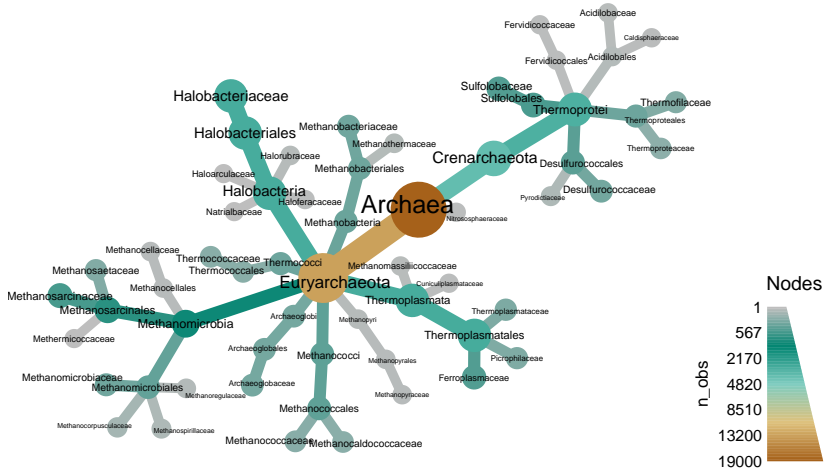 Acidilobaceae
Fervidicoccaceae
Caldisphaeraceae
Fervidicoccales
Acidilobales
Sulfolobaceae
Sulfolobales
Thermofilaceae
Thermoprotei
Thermoproteales
Thermoproteaceae
Halobacteriaceae
Halobacteriales
Methanobacteriaceae
Methanothermaceae
Halorubraceae
Crenarchaeota
Desulfurococcales
Methanobacteriales
Haloarculaceae
Halobacteria
Haloferacaceae
Natrialbaceae
Desulfurococcaceae
Pyrodictiaceae
Archaea
Nitrososphaeraceae
Methanobacteria
Methanocellaceae
Methanosaetaceae
Thermococcaceae
Thermococci
Thermococcales
Methanomassiliicoccaceae
Cuniculiplasmataceae
Euryarchaeota
Methanocellales
Methanosarcinaceae
Methanosarcinales
Thermoplasmata
Thermoplasmataceae
Archaeoglobi
Methanopyri
Methanomicrobia
Methermicoccaceae
Thermoplasmatales
Archaeoglobales
Methanococci
Methanopyrales
Picrophilaceae
Methanomicrobiaceae
Methanomicrobiales
Archaeoglobaceae
Ferroplasmaceae
Methanoregulaceae
Methanopyraceae
Methanococcales
Methanocorpusculaceae
Methanospirillaceae
Methanococcaceae
Methanocaldococcaceae
Nodes
n_obs
1
567
2170
4820
8510
13200
19000